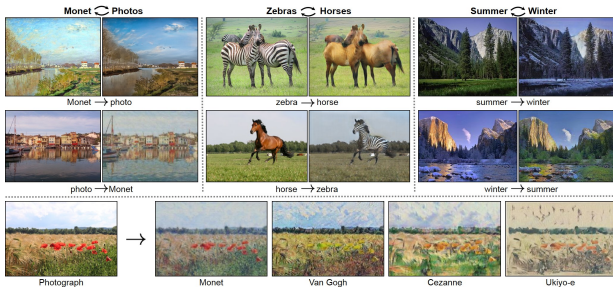 Monet Photos
Zebras Horses
Summer Winter
Monet → photo
zebra → horse
summer → winter
photo → Monet
horse → zebra
winter → summer
Photograph
Monet
Van Gogh
Cezanne
Ukiyo-e